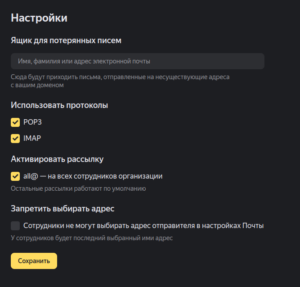 Настройки
Ящик для потерянных писем
Имя, фамилия или адрес электронной почты
Сюда будут приходить письма, отправленные на несуществующие адреса
с вашим доменом
Использовать протоколы
POP3
IMAP
Активировать рассылку
all@ — на всех сотрудников организации
Остальные рассылки работают по умолчанию
Запретить выбирать адрес
Сотрудники не могут выбирать адрес отправителя в настройках Почты
У сотрудников будет последний выбранный ими адрес
Сохранить